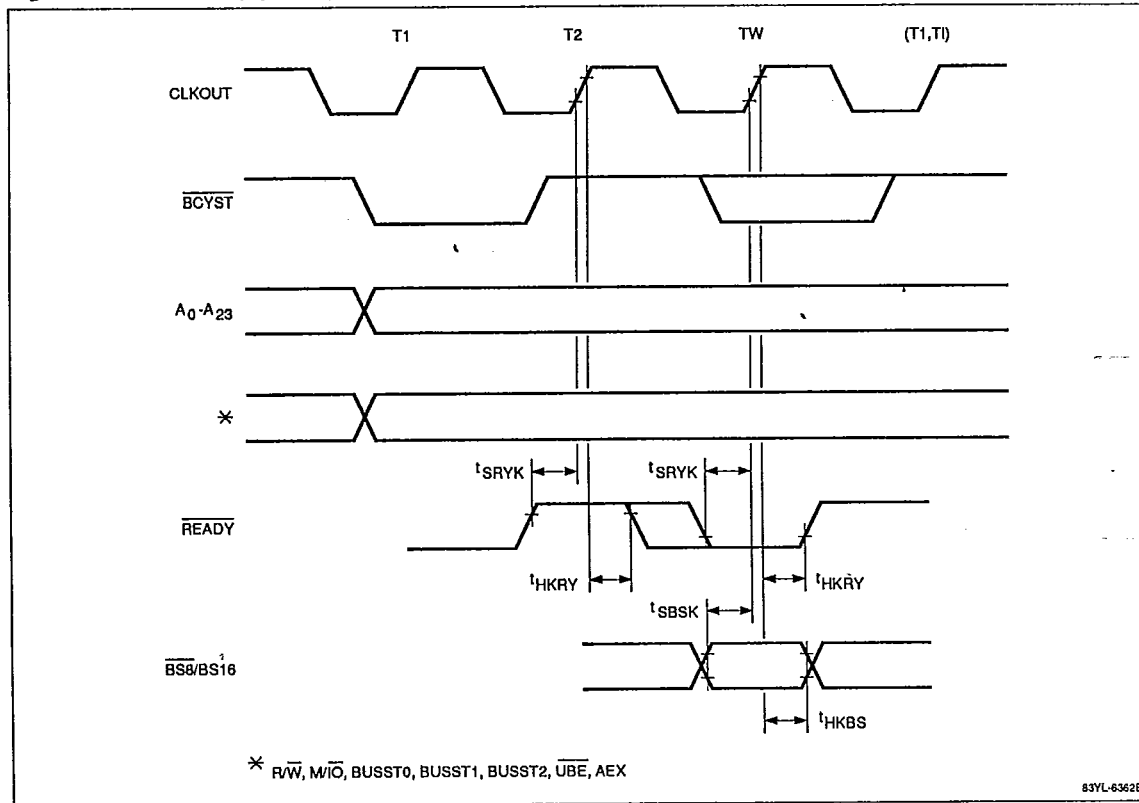 T1 T2 TW (T1,TI)
CLKOUT
BCYST
A0-A23
*
tSRYK tSRYK
READY
tHKRY tHKRY
tSBSK
BS8/BS16
tHKBS
* R/W, M/IO, BUSST0, BUSST1, BUSST2, UBE, AEX
83YL-6362B